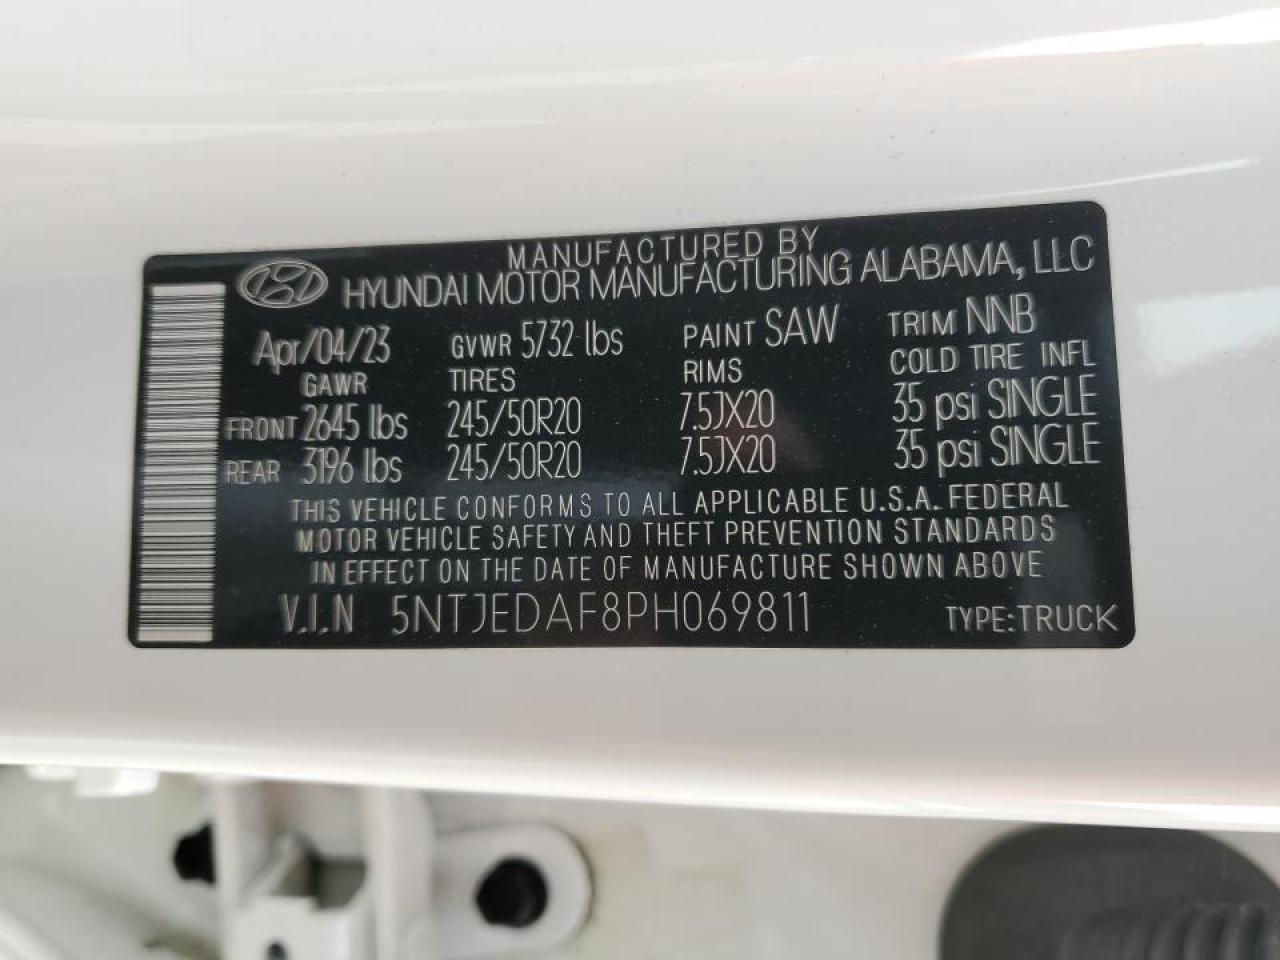 MANUFACTURED BY
HYUNDAI MOTOR MANUFACTURING ALABAMA, LLC
Apr/04/23 GVWR 5732 lbs PAINT SAW TRIM NNB
GAWR TIRES RIMS COLD TIRE INFL
FRONT 2645 lbs 245/50R20 7.5JX20 35 psi SINGLE
REAR 3196 lbs 245/50R20 7.5JX20 35 psi SINGLE
THIS VEHICLE CONFORMS TO ALL APPLICABLE U.S.A. FEDERAL
MOTOR VEHICLE SAFETY AND THEFT PREVENTION STANDARDS
IN EFFECT ON THE DATE OF MANUFACTURE SHOWN ABOVE
V.I.N 5NTJEDAF8PH069811 TYPE:TRUCK